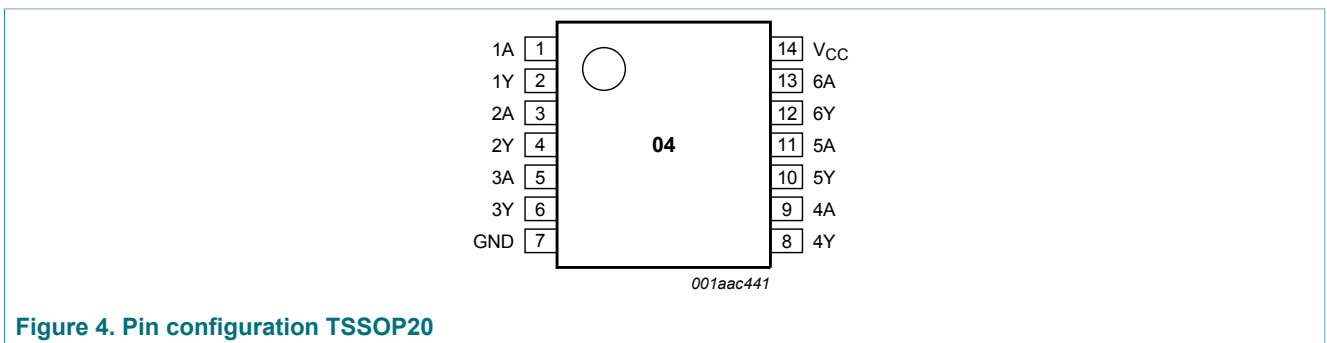 1A 1 14 VCC
1Y 2 13 6A
2A 3 12 6Y
2Y 4 04 11 5A
3A 5 10 5Y
3Y 6 9 4A
GND 7 8 4Y
001aac441
Figure 4. Pin configuration TSSOP20